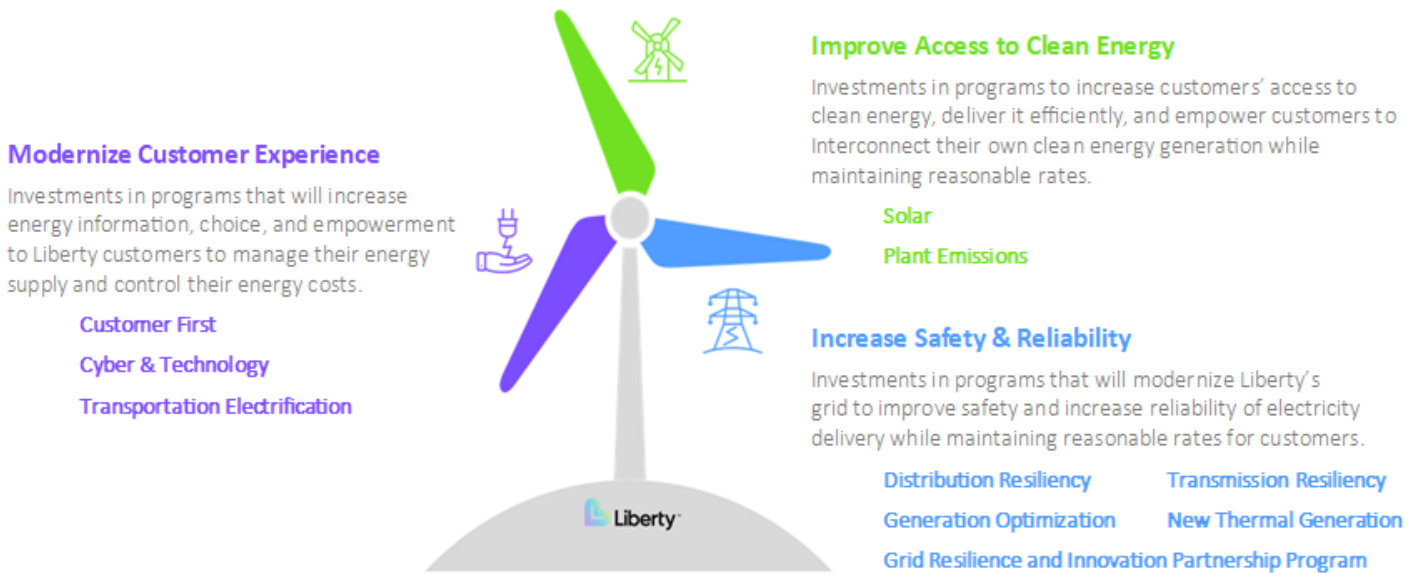 Modernize Customer Experience
Investments in programs that will increase
energy information, choice, and empowerment
to Liberty customers to manage their energy
supply and control their energy costs.
Customer First
Cyber & Technology
Transportation Electrification
Improve Access to Clean Energy
Investments in programs to increase customers’ access to
clean energy, deliver it efficiently, and empower customers to
Interconnect their own clean energy generation while
maintaining reasonable rates.
Solar
Plant Emissions
Increase Safety & Reliability
Investments in programs that will modernize Liberty’s
grid to improve safety and increase reliability of electricity
delivery while maintaining reasonable rates for customers.
Distribution Resiliency
Transmission Resiliency
Generation Optimization
New Thermal Generation
Grid Resilience and Innovation Partnership Program
Liberty™